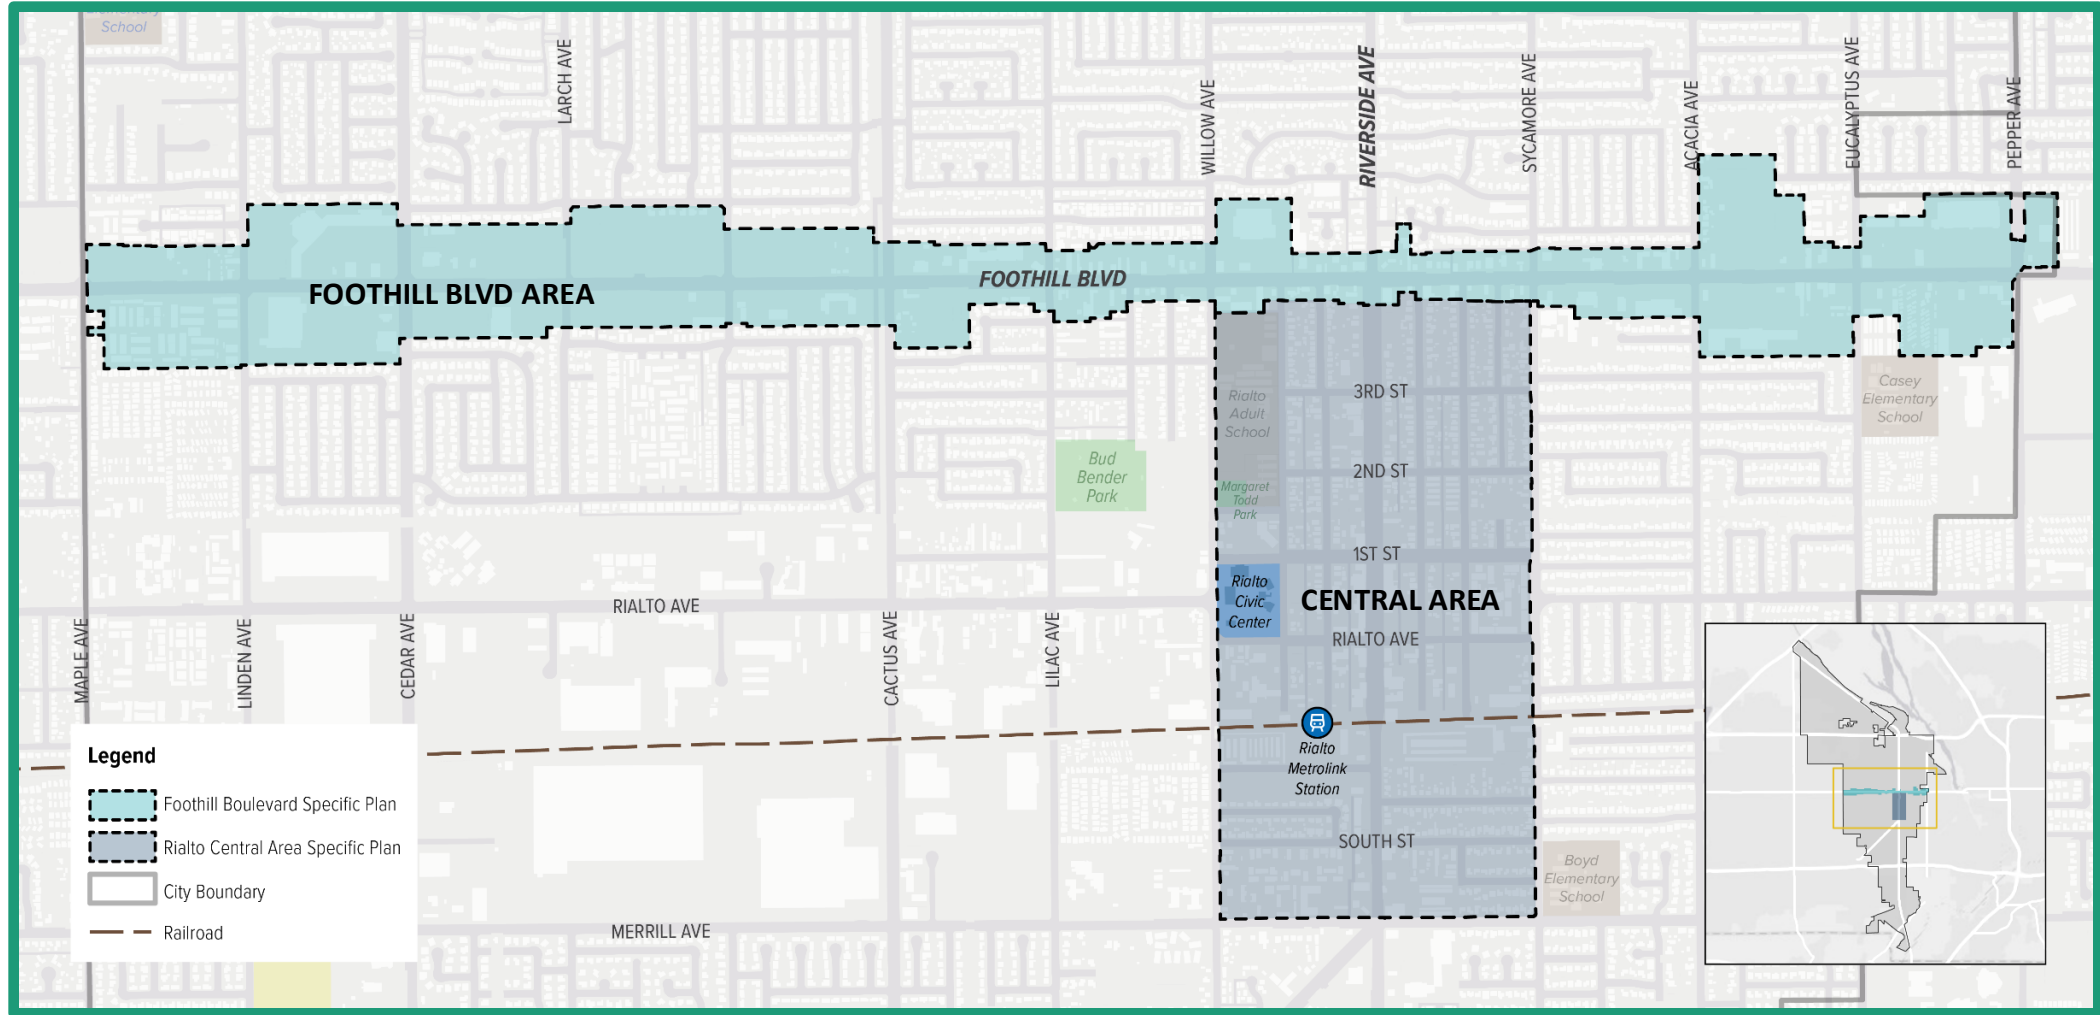 Elementary
School
LARCH AVE
WILLOW AVE
RIVERSIDE AVE
SYCAMORE AVE
ACACIA AVE
EUCALYPTUS AVE
PEPPER AVE
FOOTHILL BLVD AREA
FOOTHILL BLVD
Rialto
Adult
School
3RD ST
Casey
Elementary
School
Bud
Bender
Park
2ND ST
Margaret
Todd
Park
1ST ST
Rialto
Civic
Center
CENTRAL AREA
RIALTO AVE
RIALTO AVE
MAPLE AVE
LINDEN AVE
CEDAR AVE
CACTUS AVE
LILAC AVE
Rialto
Metrolink
Station
SOUTH ST
Boyd
Elementary
School
MERRILL AVE
Legend
Foothill Boulevard Specific Plan
Rialto Central Area Specific Plan
City Boundary
Railroad